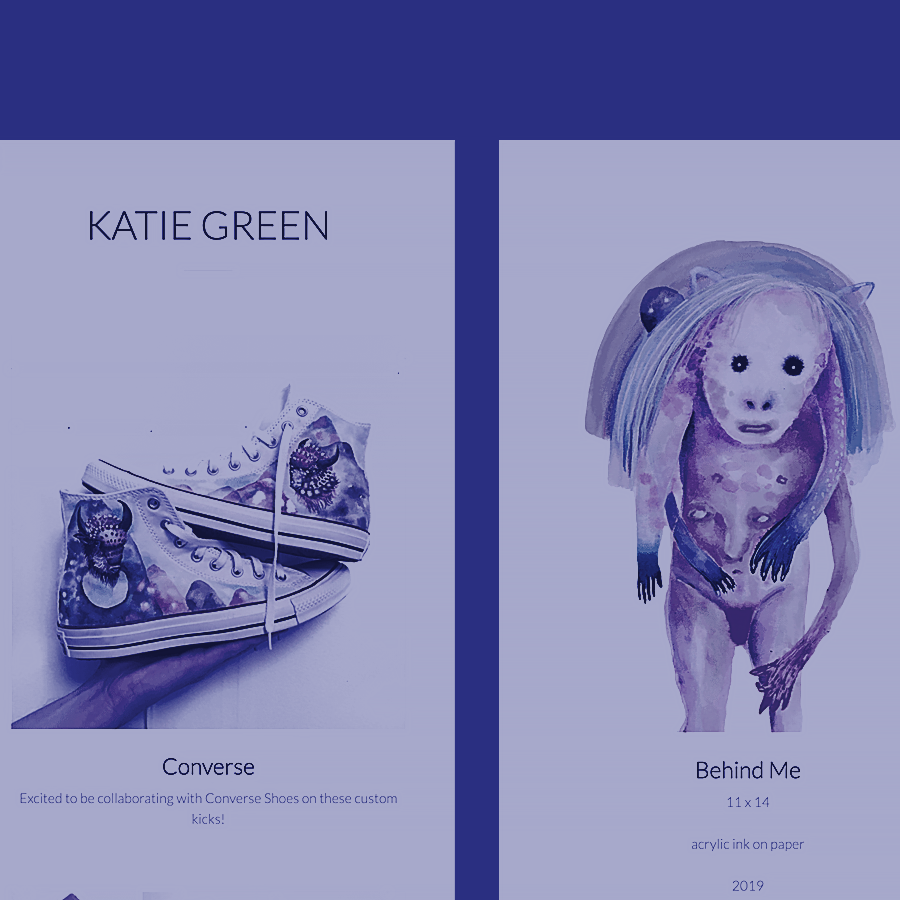 KATIE GREEN
Converse
Excited to be collaborating with Converse Shoes on these custom
kicks!
Behind Me
11 x 14
acrylic ink on paper
2019